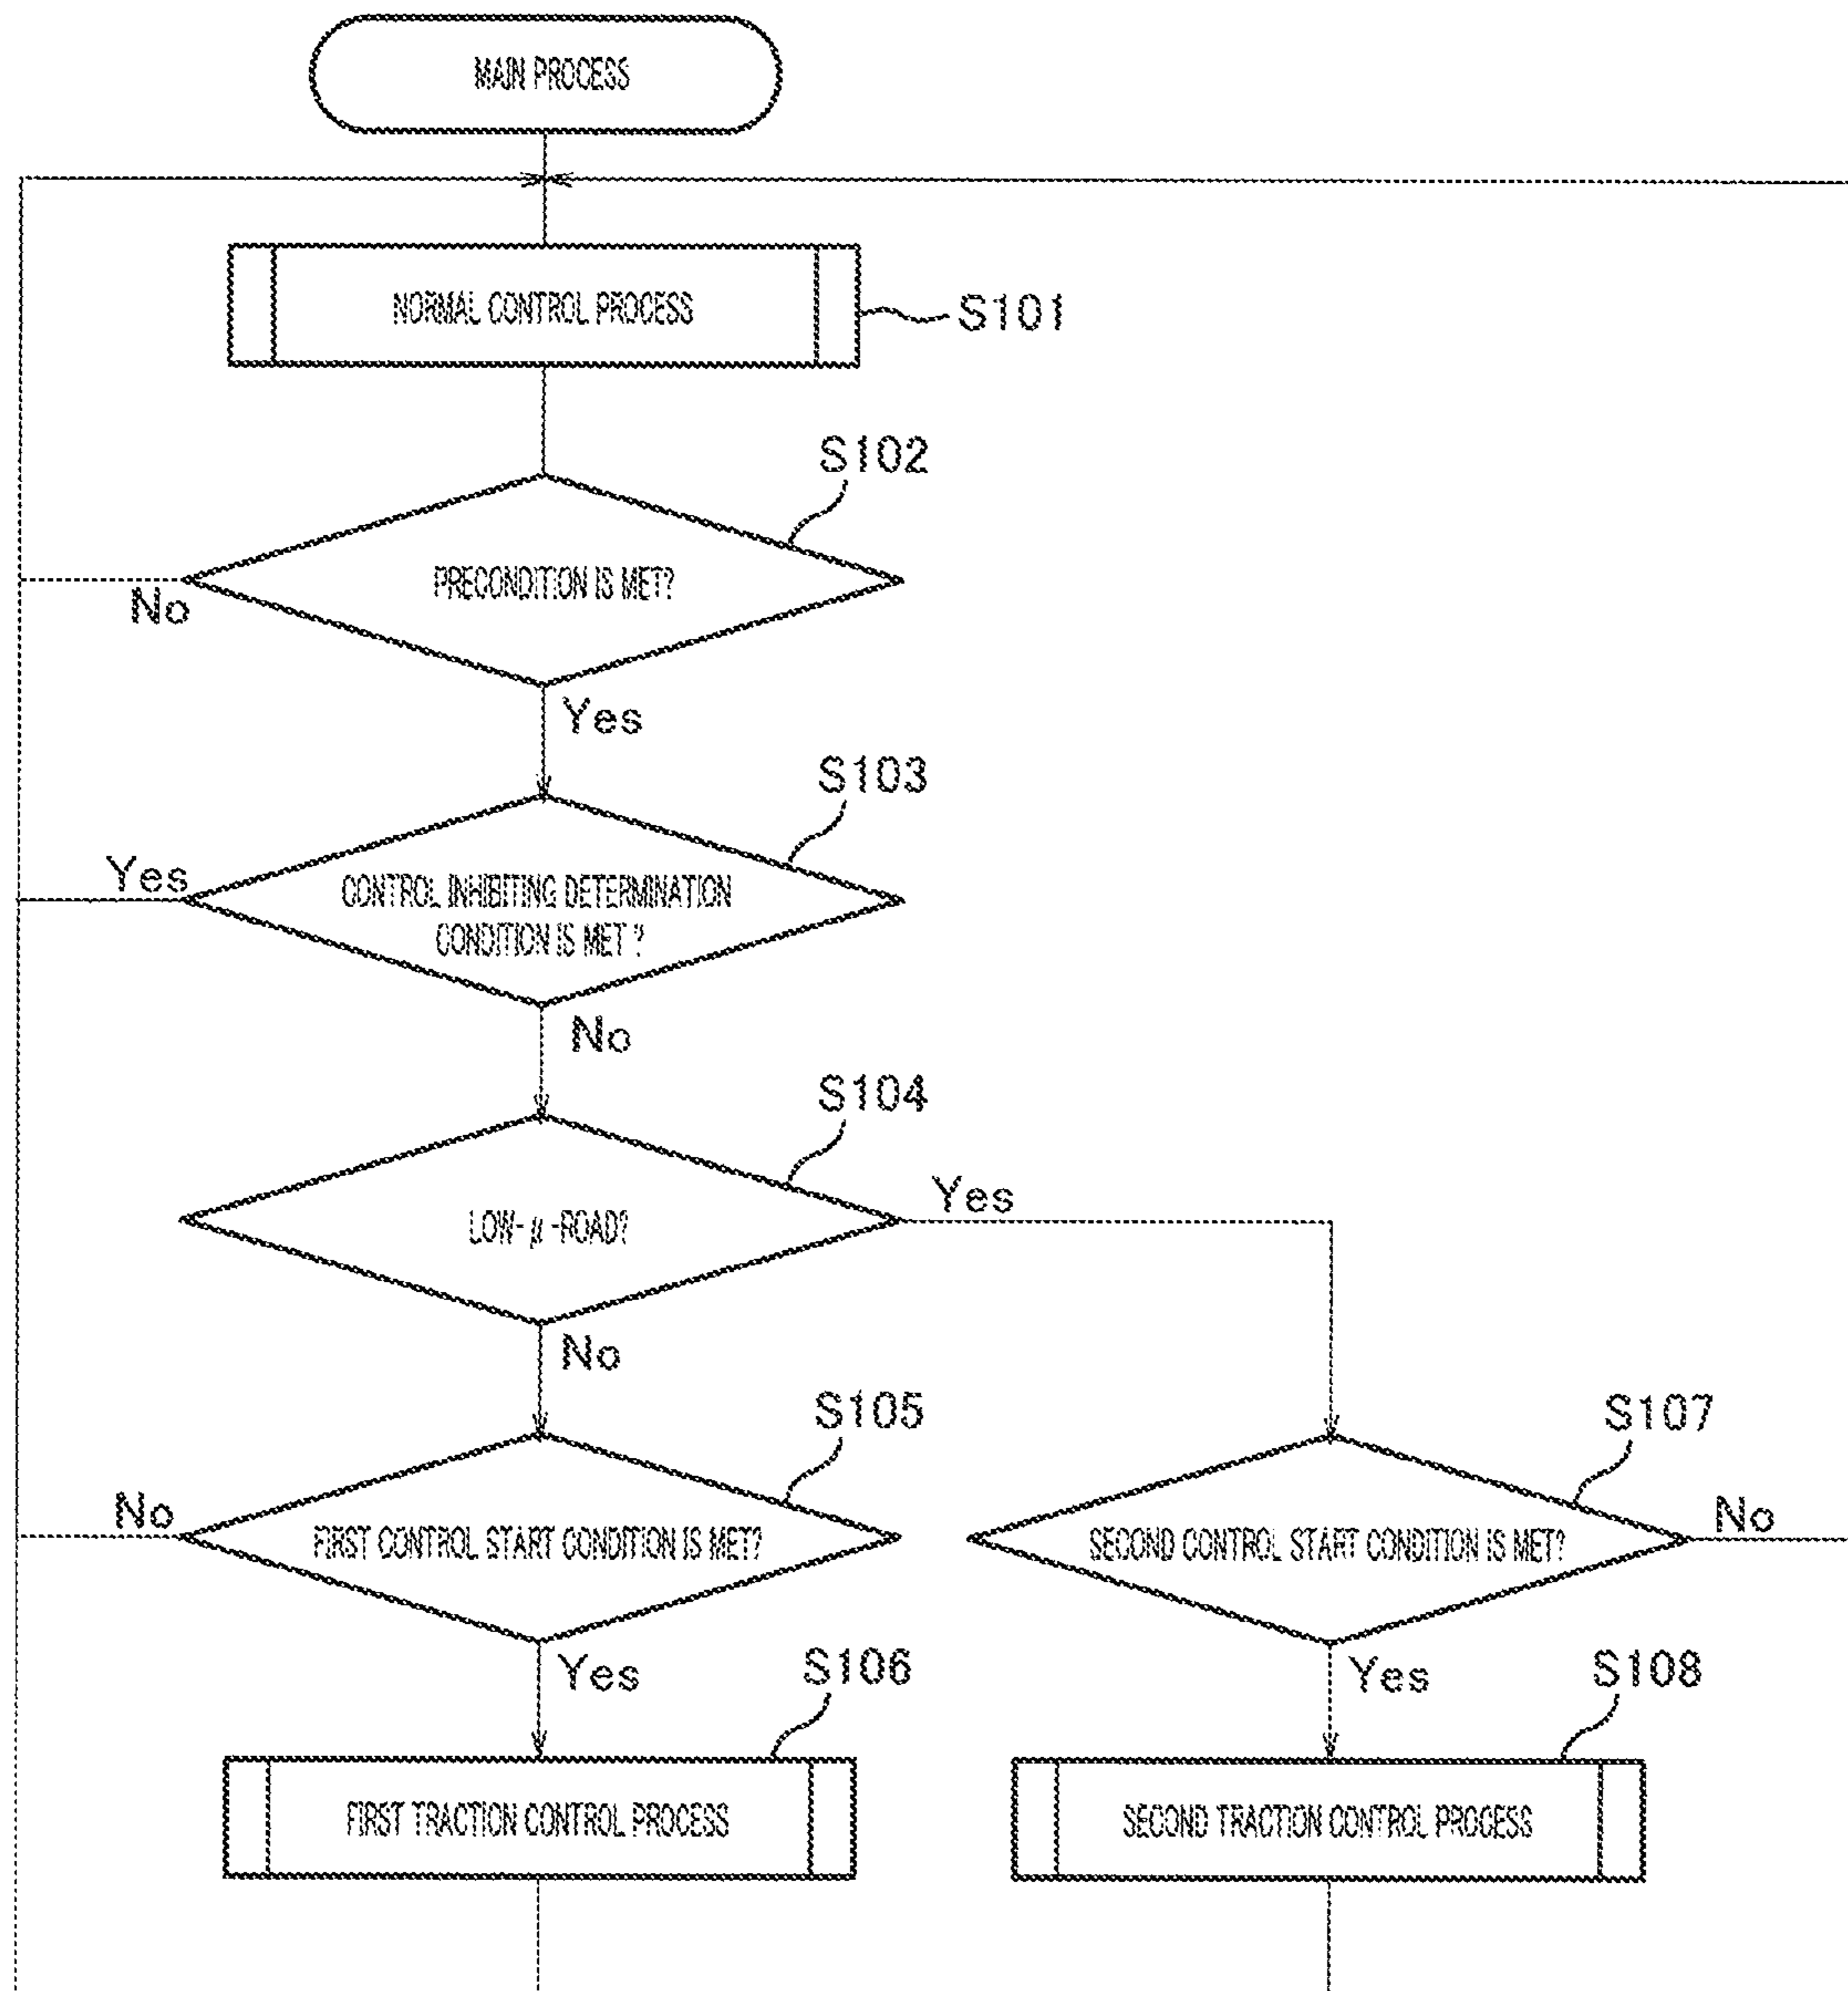 MAIN PROCESS
NORMAL CONTROL PROCESS
S101
S102
PRECONDITION IS MET?
No
Yes
S103
Yes
CONTROL INHIBITING DETERMINATION
CONDITION IS MET ?
No
S104
Yes
LOW- μ -ROAD?
No
S105
S107
No
FIRST CONTROL START CONDITION IS MET?
SECOND CONTROL START CONDITION IS MET?
No
Yes
S106
Yes
S108
FIRST TRACTION CONTROL PROCESS
SECOND TRACTION CONTROL PROCESS